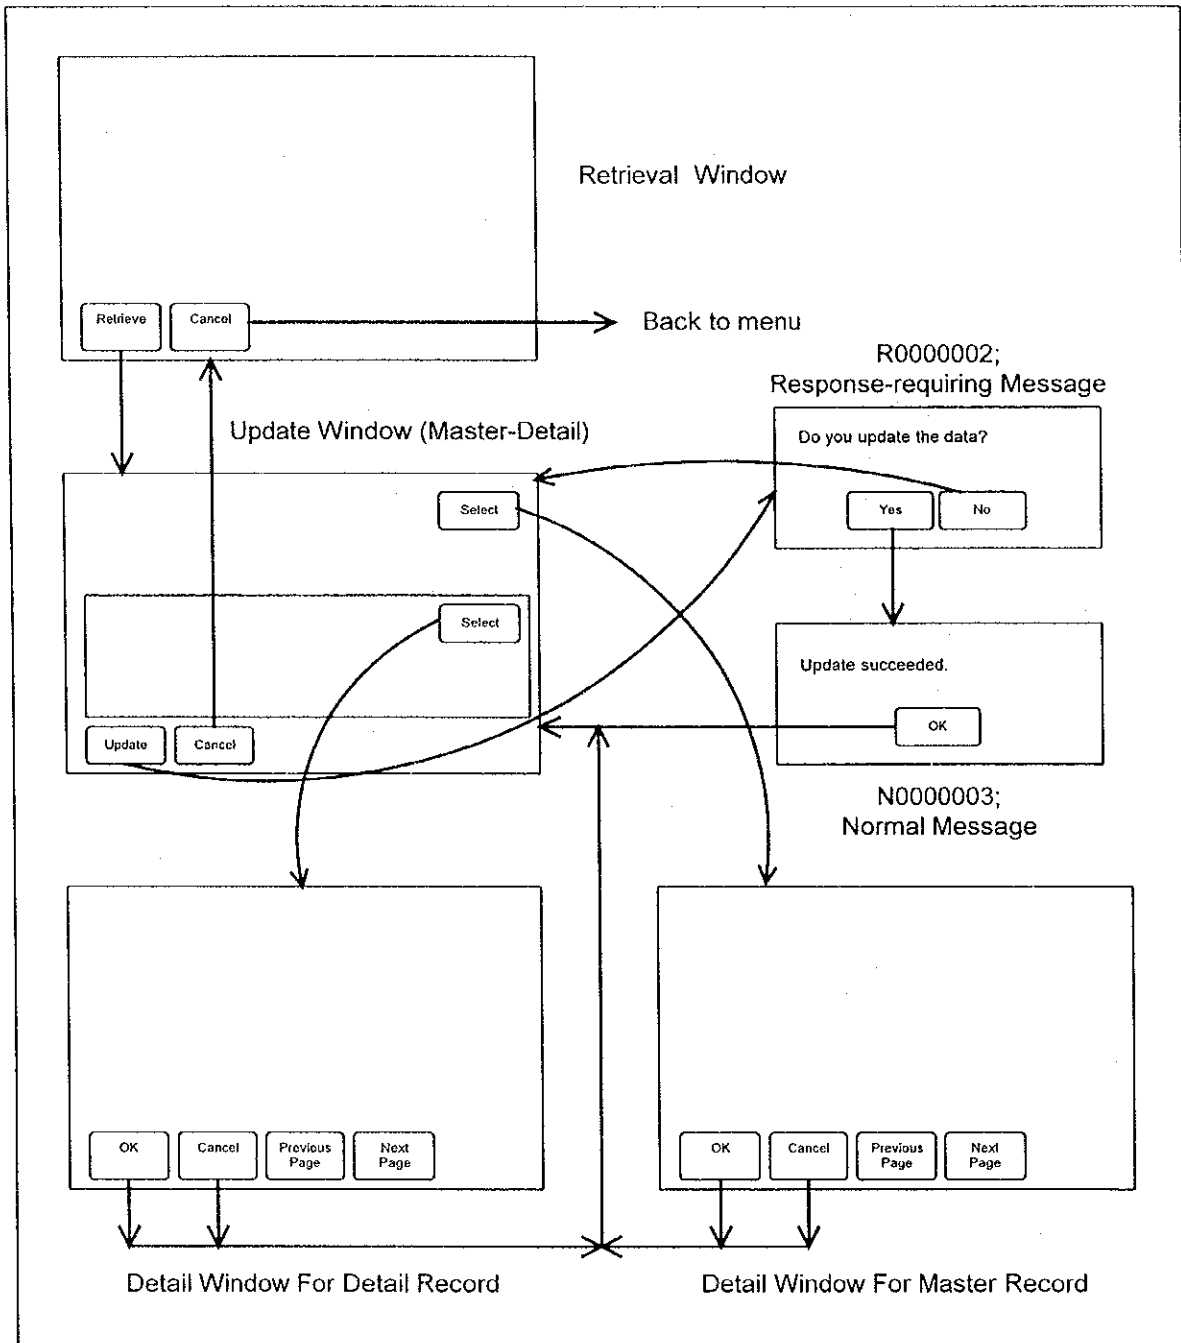 Retrieval Window
Retrieve
Cancel
Back to menu
R0000002;
Response-requiring Message
Update Window (Master-Detail)
Do you update the data?
Select
Yes
No
Select
Update succeeded.
OK
Update
Cancel
N0000003;
Normal Message
OK
Cancel
Previous
Page
Next
Page
OK
Cancel
Previous
Page
Next
Page
Detail Window For Detail Record
Detail Window For Master Record